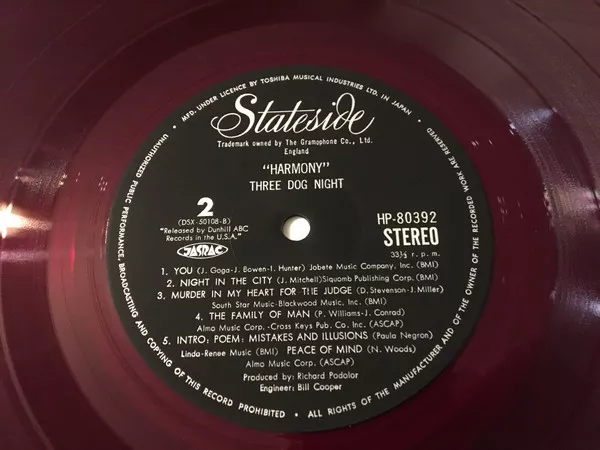 MFD. UNDER LICENCE BY TOSHIBA MUSICAL INDUSTRIES LTD. IN JAPAN •
Stateside
Trademark owned by The Gramophone Co., Ltd.
England
"HARMONY"
THREE DOG NIGHT
2
(DSX-50108-B)
"Released by Dunhill ABC
Records in the U.S.A."
JASRAC
HP-80392
STEREO
33⅓ r. p. m.
1. YOU (J. Goga-J. Bowen-I. Hunter) Jobete Music Company, Inc. (BMI)
2. NIGHT IN THE CITY (J. Mitchell) Siquomb Publishing Corp. (BMI)
3. MURDER IN MY HEART FOR THE JUDGE (D. Stevenson-J. Miller)
South Star Music-Blackwood Music, Inc. (BMI)
4. THE FAMILY OF MAN (P. Williams-J. Conrad)
Almo Music Corp. -Cross Keys Pub. Co. Inc. (ASCAP)
5. INTRO: POEM: MISTAKES AND ILLUSIONS (Paula Negron)
Linda-Renee Music (BMI) PEACE OF MIND (N. Woods)
Almo Music Corp. (ASCAP)
Produced by: Richard Podolor
Engineer: Bill Cooper
UNAUTHORIZED PUBLIC PERFORMANCE, BROADCASTING AND COPYING OF THIS RECORD PROHIBITED • ALL RIGHTS OF THE MANUFACTURER AND OF THE OWNER OF THE RECORDED WORK ARE RESERVED